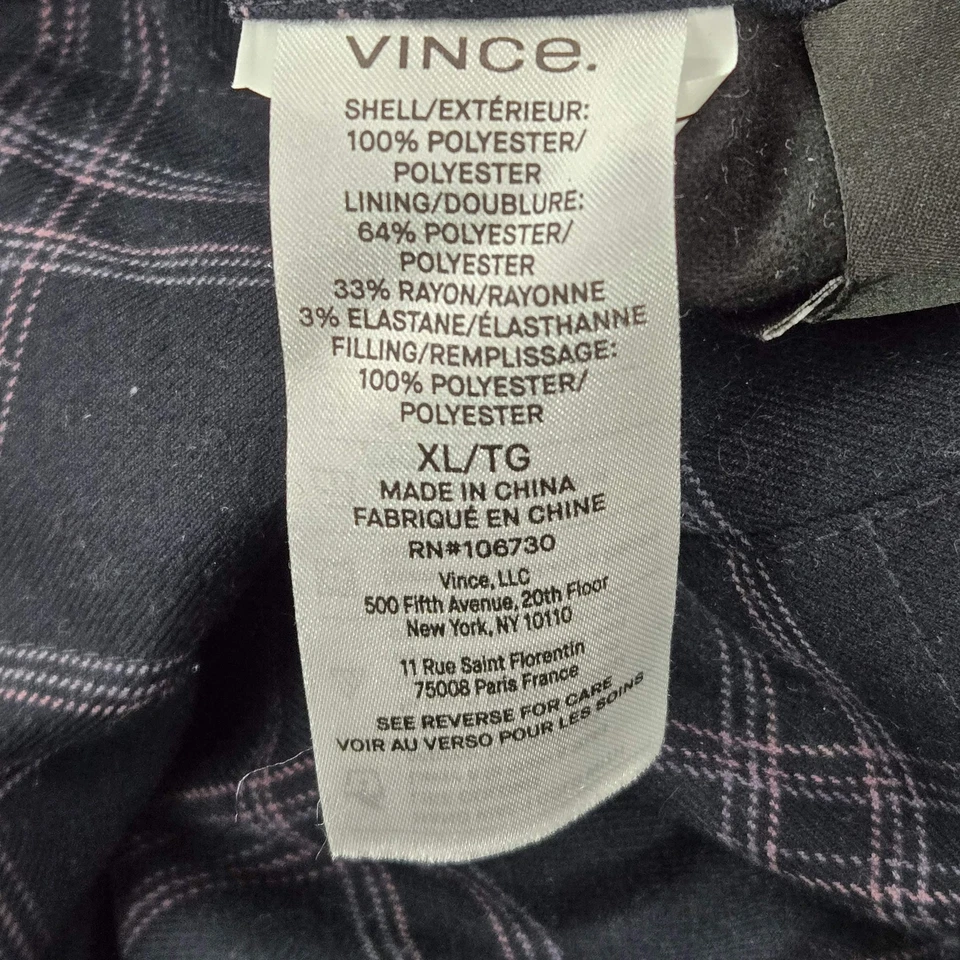 VINCE.
SHELL/EXTÉRIEUR:
100% POLYESTER/
POLYESTER
LINING/DOUBLURE:
64% POLYESTER/
POLYESTER
33% RAYON/RAYONNE
3% ELASTANE/ÉLASTHANNE
FILLING/REMPLISSAGE:
100% POLYESTER/
POLYESTER
XL/TG
MADE IN CHINA
FABRIQUÉ EN CHINE
RN#106730
Vince, LLC
500 Fifth Avenue, 20th Floor
New York, NY 10110
11 Rue Saint Florentin
75008 Paris France
SEE REVERSE FOR CARE
VOIR AU VERSO POUR LES SOINS